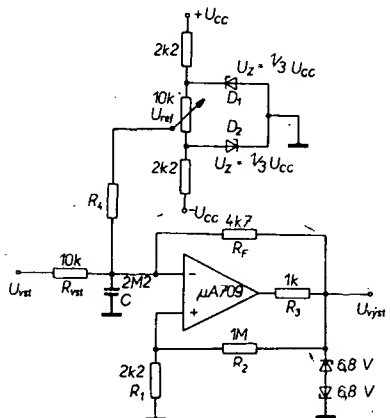 +Ucc
2k2
Uz = 1/3 Ucc
10k
D1
Uref
D2
2k2
Uz = 1/3 Ucc
-Ucc
R4
4k7
RF
10k
2M2
Uvst
Rvst
C
-
μA709
1k
R3
Uvýst
+
1M
R2
2k2
R1
6,8 V
6,8 V